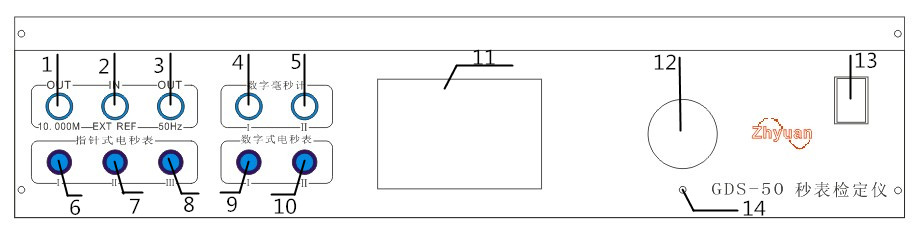 1 2 3 4 5 11 12 13
OUT IN OUT 数字毫秒计
10.000M EXT REF 50Hz I II
指针式电秒表 数字式电秒表
Zhyuan
I II III I II
GDS-50 秒表检定仪
6 7 8 9 10 14